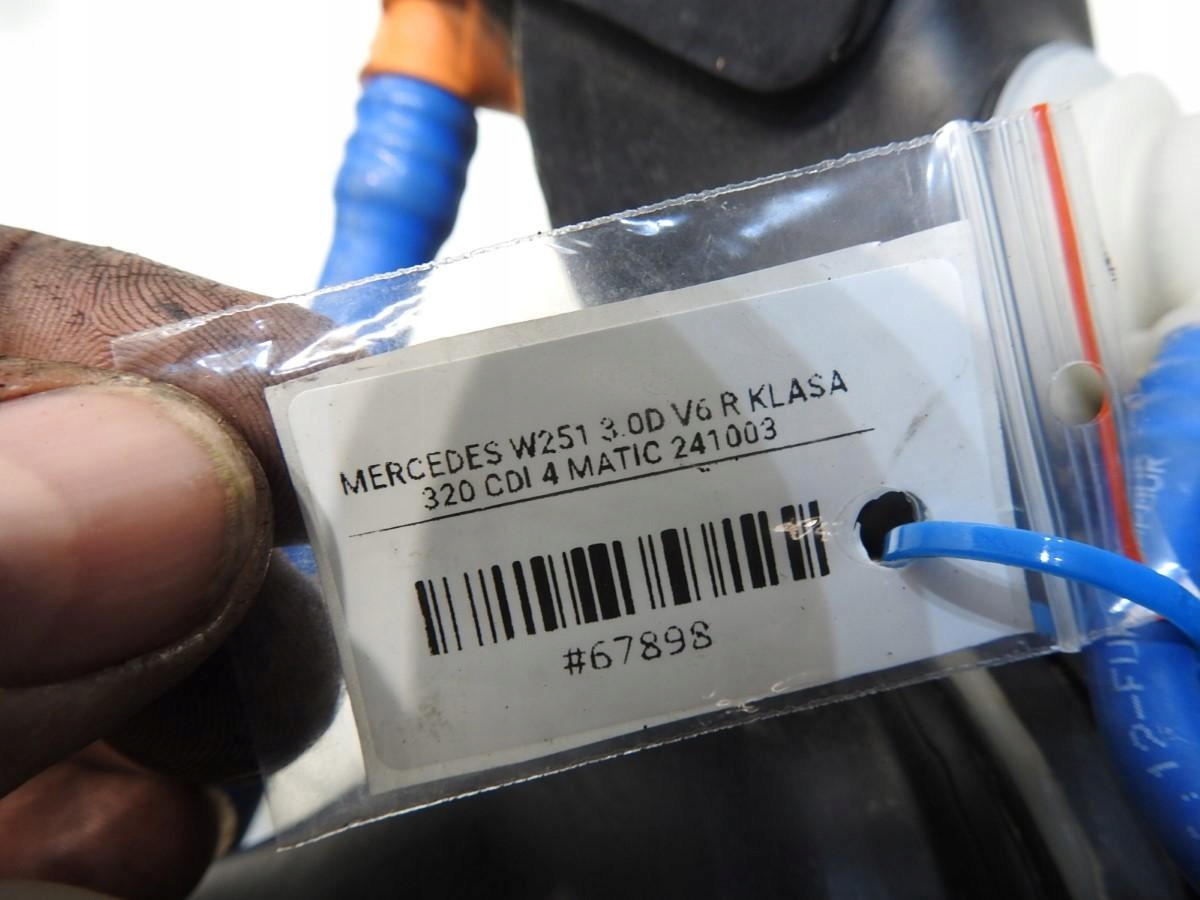 MERCEDES W251 3.0D V6 R KLASA
320 CDI 4 MATIC 241003
#67898